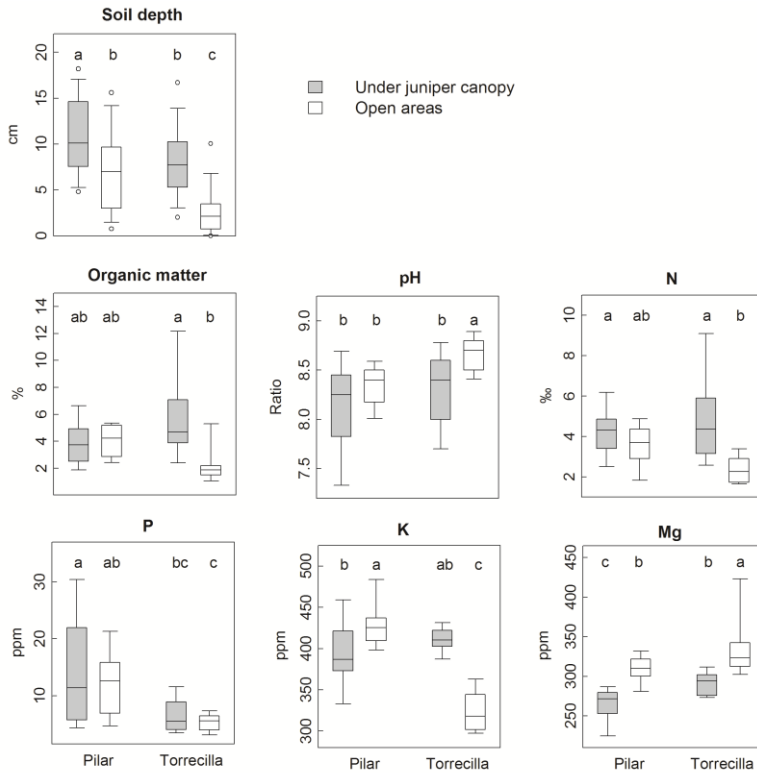 Soil depth
20
15
10
5
0
cm
a b b c
Under juniper canopy
Open areas
Organic matter
14
12
10
8
6
4
2
%
ab ab a b
pH
9.0
8.5
8.0
7.5
Ratio
b b b a
N
10
8
6
4
2
‰
a ab a b
P
30
20
10
ppm
a ab bc c
Pilar Torrecilla
K
500
450
400
350
300
ppm
b a ab c
Pilar Torrecilla
Mg
450
400
350
300
250
ppm
c b b a
Pilar Torrecilla